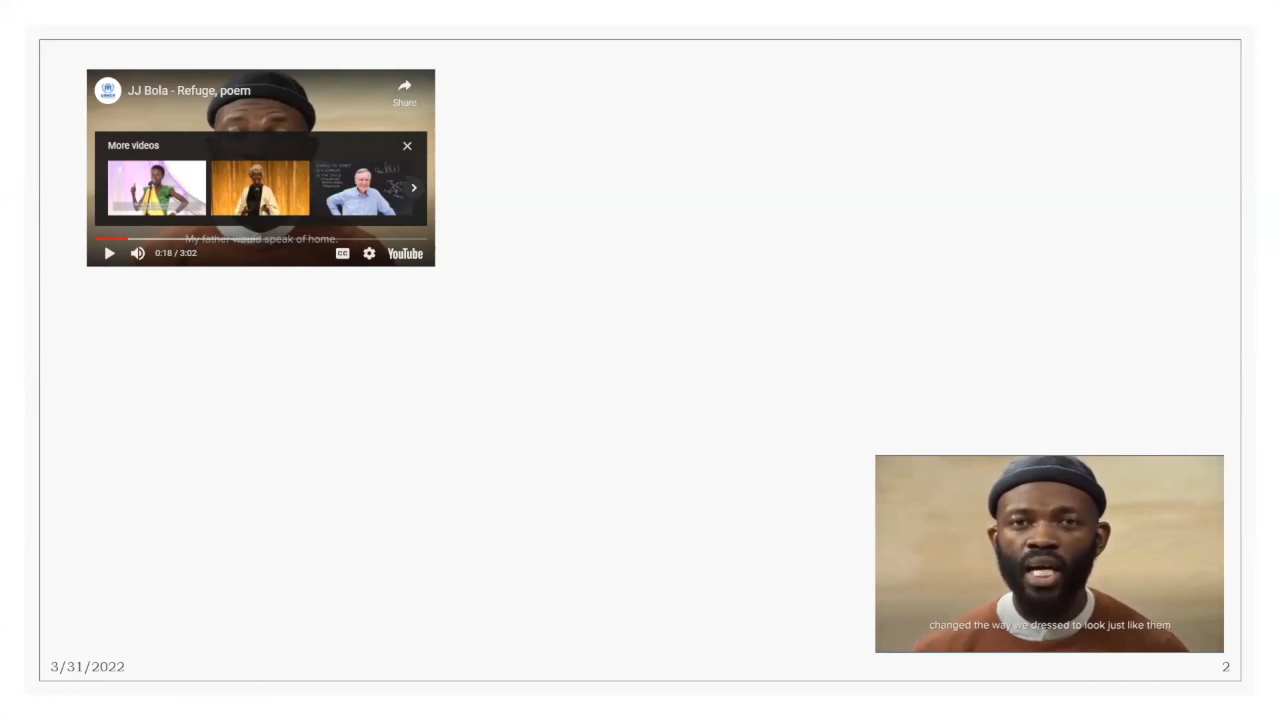 JJ Bola - Refuge, poem
Share
More videos
My father would speak of home.
0:18 / 3:02
CC
YouTube
changed the way we dressed to look just like them
3/31/2022
2